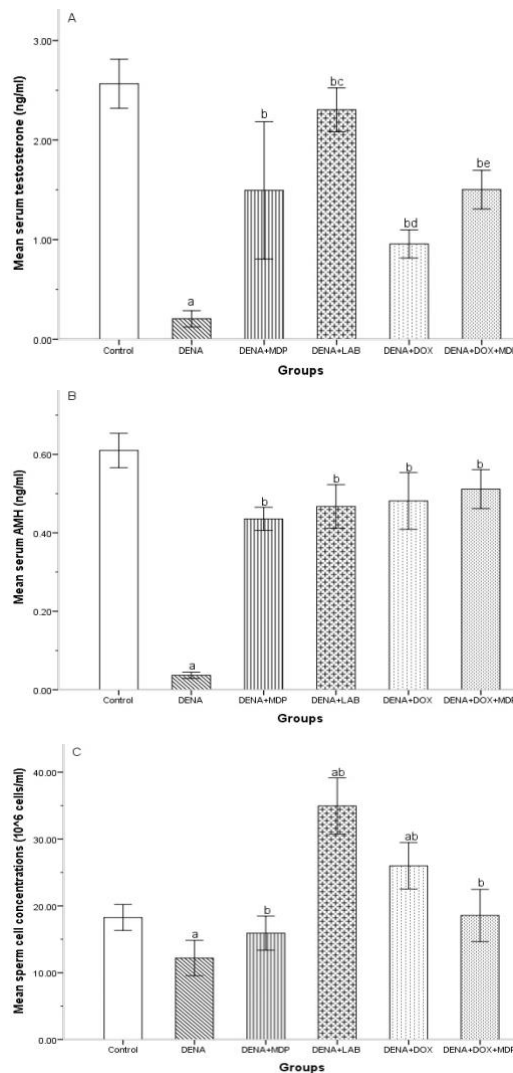 A
Mean serum testosterone (ng/ml)
3.00
2.00
1.00
0.00
a
b
bc
bd
be
Control DENA DENA+MDP DENA+LAB DENA+DOX DENA+DOX+MDP
Groups
B
Mean serum AMH (ng/ml)
0.60
0.40
0.20
0.00
a
b
b
b
b
Control DENA DENA+MDP DENA+LAB DENA+DOX DENA+DOX+MDP
Groups
C
Mean sperm cell concentrations (10^6 cells/ml)
40.00
30.00
20.00
10.00
0.00
a
b
ab
ab
b
Control DENA DENA+MDP DENA+LAB DENA+DOX DENA+DOX+MDP
Groups